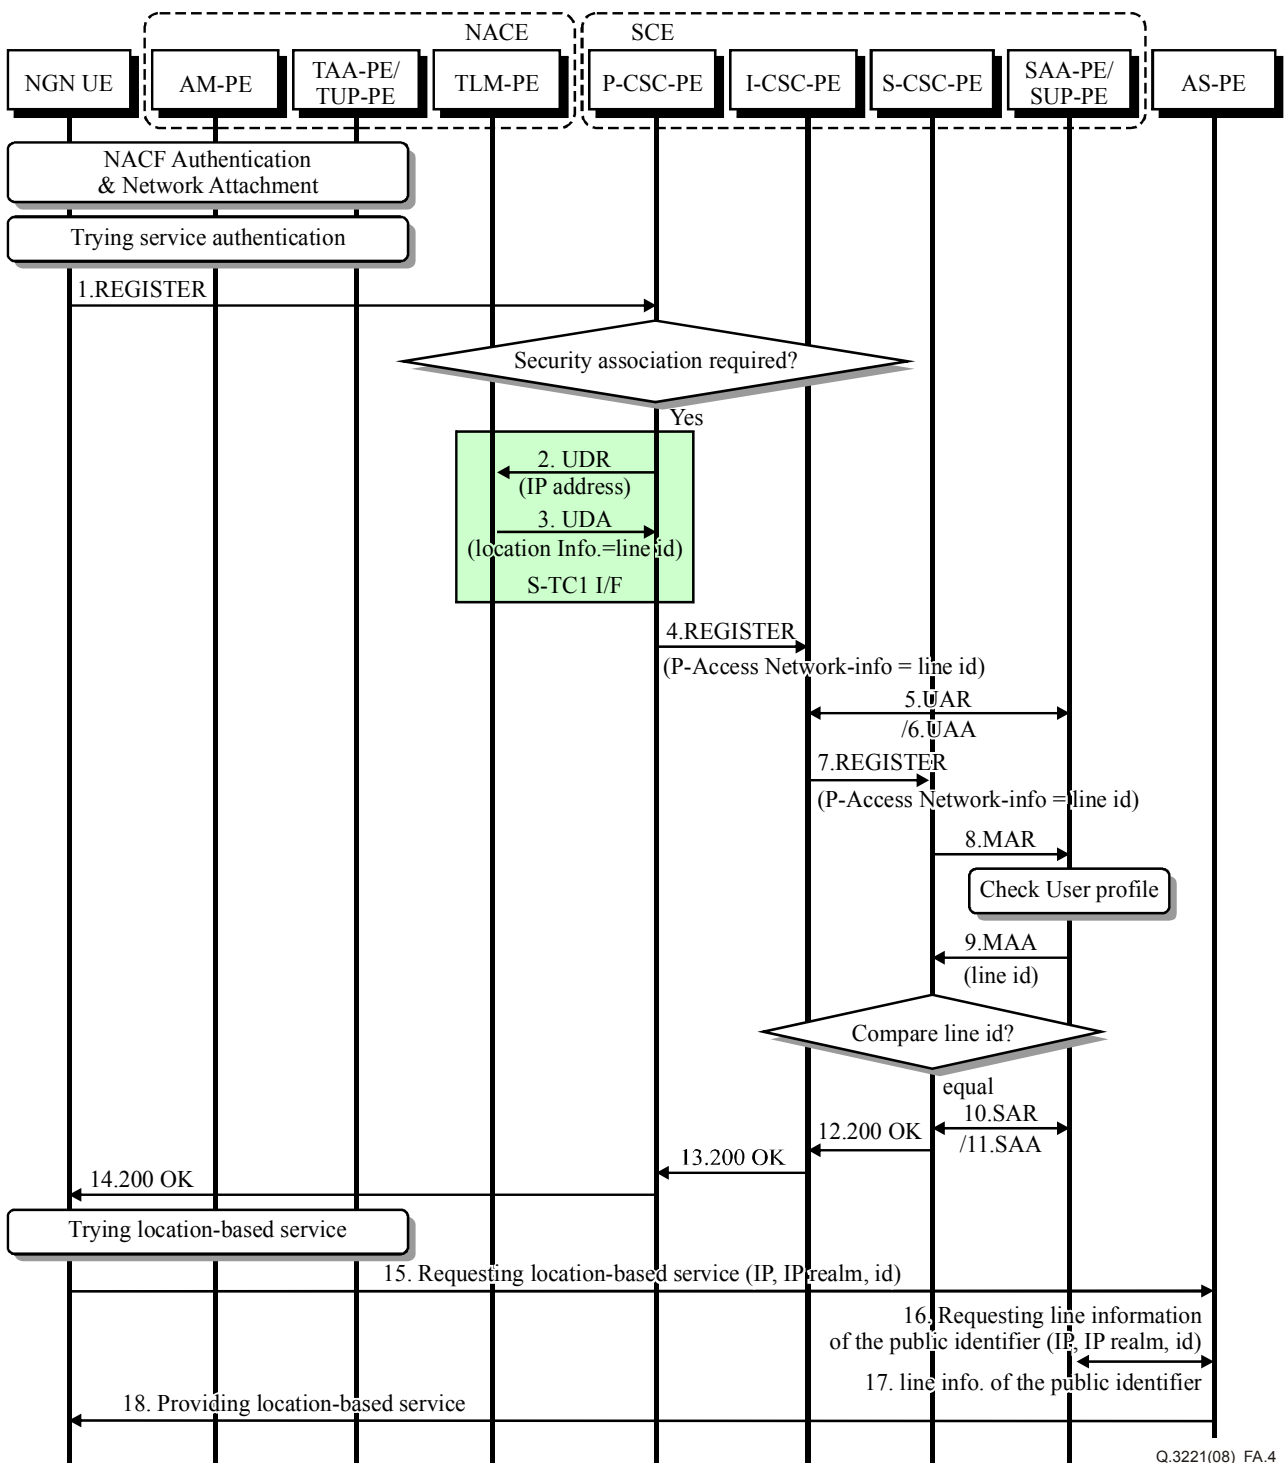 NACE
SCE
NGN UE
AM-PE
TAA-PE/
TUP-PE
TLM-PE
P-CSC-PE
I-CSC-PE
S-CSC-PE
SAA-PE/
SUP-PE
AS-PE
NACF Authentication
& Network Attachment
Trying service authentication
1.REGISTER
Security association required?
Yes
2. UDR
(IP address)
3. UDA
(location Info.=line id)
S-TC1 I/F
4.REGISTER
(P-Access Network-info = line id)
5.UAR
/6.UAA
7.REGISTER
(P-Access Network-info = line id)
8.MAR
Check User profile
9.MAA
(line id)
Compare line id?
equal
10.SAR
/11.SAA
12.200 OK
13.200 OK
14.200 OK
Trying location-based service
15. Requesting location-based service (IP, IP realm, id)
16. Requesting line information
of the public identifier (IP, IP realm, id)
17. line info. of the public identifier
18. Providing location-based service
Q.3221(08)_FA.4